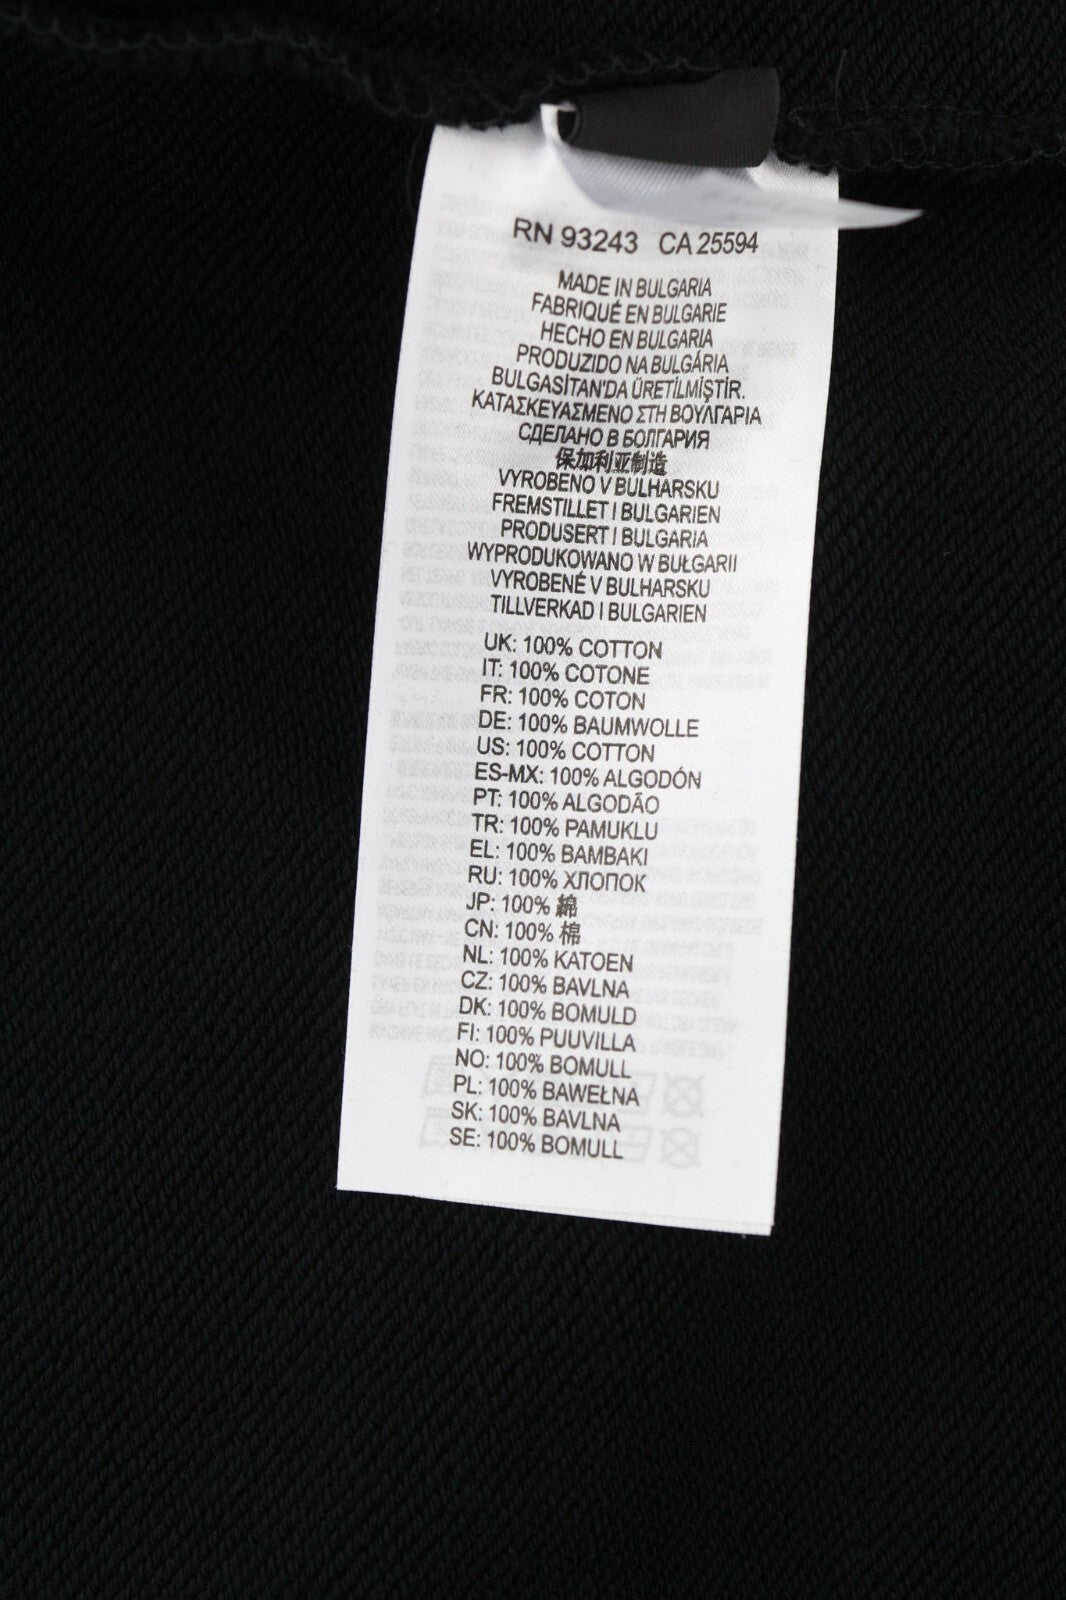 RN 93243 CA 25594
MADE IN BULGARIA
FABRIQUÉ EN BULGARIE
HECHO EN BULGARIA
PRODUZIDO NA BULGÁRIA
BULGASİTAN'DA ÜRETİLMİŞTİR.
ΚΑΤΑΣΚΕΥΑΣΜΕΝΟ ΣΤΗ ΒΟΥΛΓΑΡΙΑ
СДЕЛАНО В БОЛГАРИЯ
保加利亚制造
VYROBENO V BULHARSKU
FREMSTILLET I BULGARIEN
PRODUSERT I BULGARIA
WYPRODUKOWANO W BUŁGARII
VYROBENÉ V BULHARSKU
TILLVERKAD I BULGARIEN
UK: 100% COTTON
IT: 100% COTONE
FR: 100% COTON
DE: 100% BAUMWOLLE
US: 100% COTTON
ES-MX: 100% ALGODÓN
PT: 100% ALGODÃO
TR: 100% PAMUKLU
EL: 100% ΒΑΜΒΑΚΙ
RU: 100% ХЛОПОК
JP: 100% 綿
CN: 100% 棉
NL: 100% KATOEN
CZ: 100% BAVLNA
DK: 100% BOMULD
FI: 100% PUUVILLA
NO: 100% BOMULL
PL: 100% BAWEŁNA
SK: 100% BAVLNA
SE: 100% BOMULL